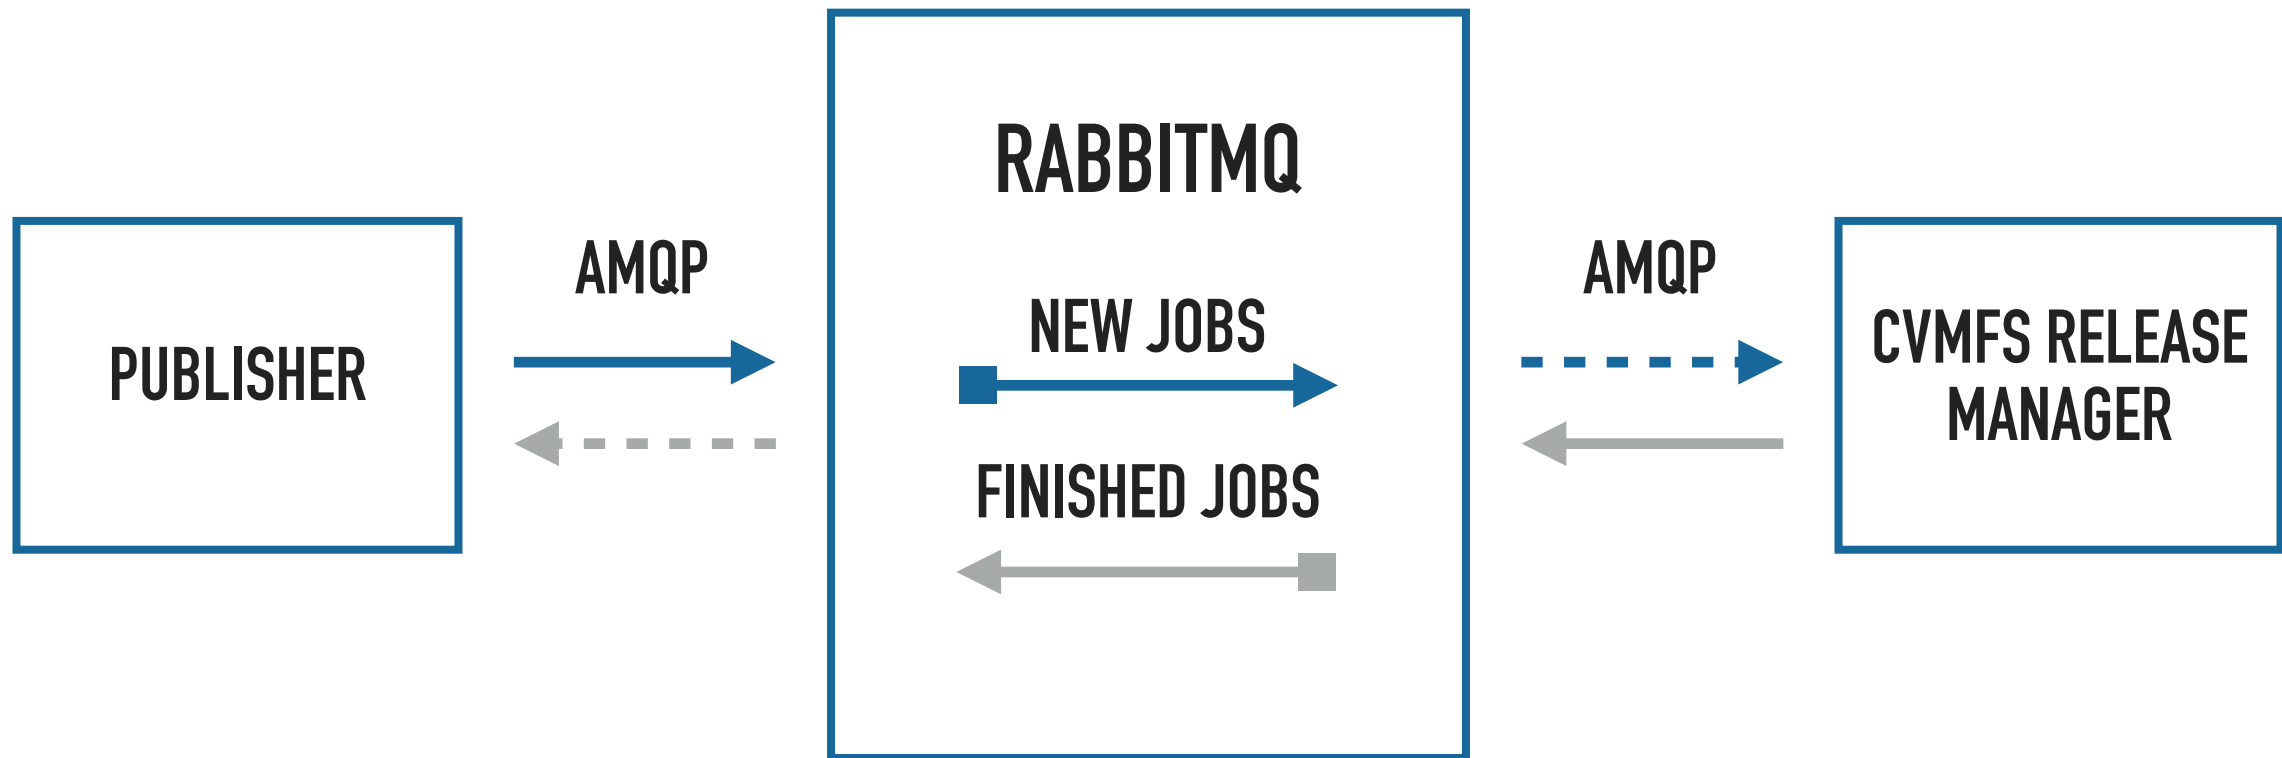 RABBITMQ
PUBLISHER
AMQP
NEW JOBS
FINISHED JOBS
AMQP
CVMFS RELEASE
MANAGER